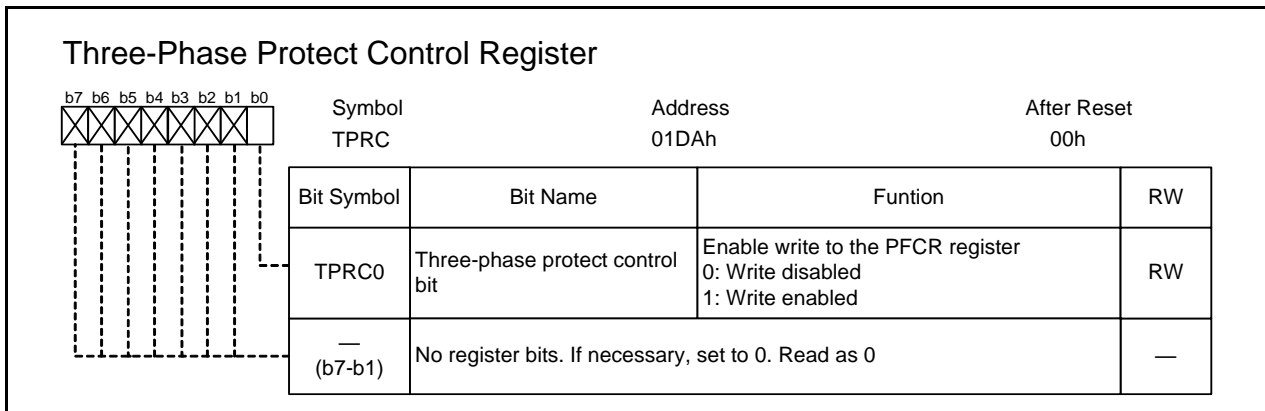 Three-Phase Protect Control Register
b7 b6 b5 b4 b3 b2 b1 b0
Symbol Address After Reset
TPRC 01DAh 00h
Bit Symbol Bit Name Funtion RW
TPRC0 Three-phase protect control bit Enable write to the PFCR register
0: Write disabled
1: Write enabled RW
—
(b7-b1) No register bits. If necessary, set to 0. Read as 0 —